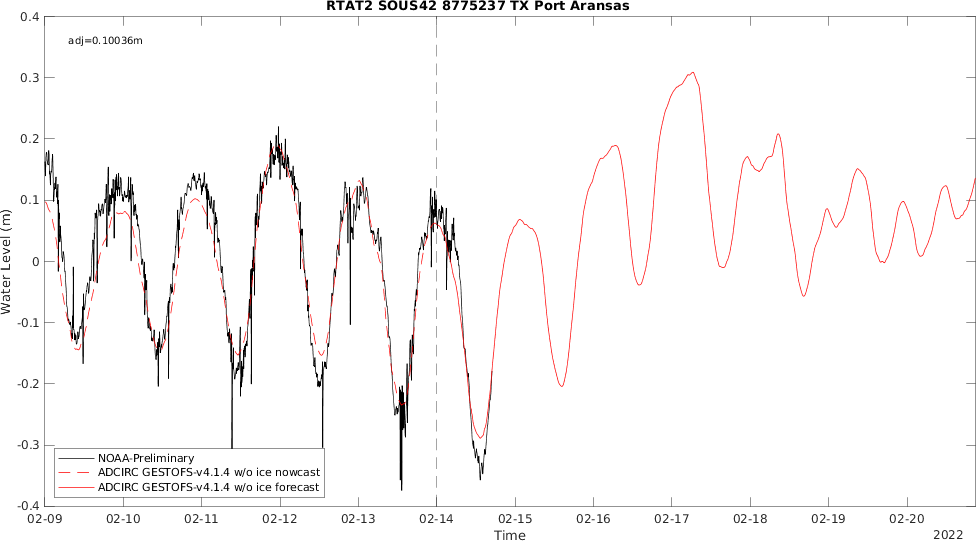 RTAT2 SOUS42 8775237 TX Port Aransas
adj=0.10036m
0.4
0.3
0.2
0.1
0
-0.1
-0.2
-0.3
-0.4
Water Level (m)
NOAA-Preliminary
ADCIRC GESTOFS-v4.1.4 w/o ice nowcast
ADCIRC GESTOFS-v4.1.4 w/o ice forecast
02-09 02-10 02-11 02-12 02-13 02-14 02-15 02-16 02-17 02-18 02-19 02-20
Time
2022